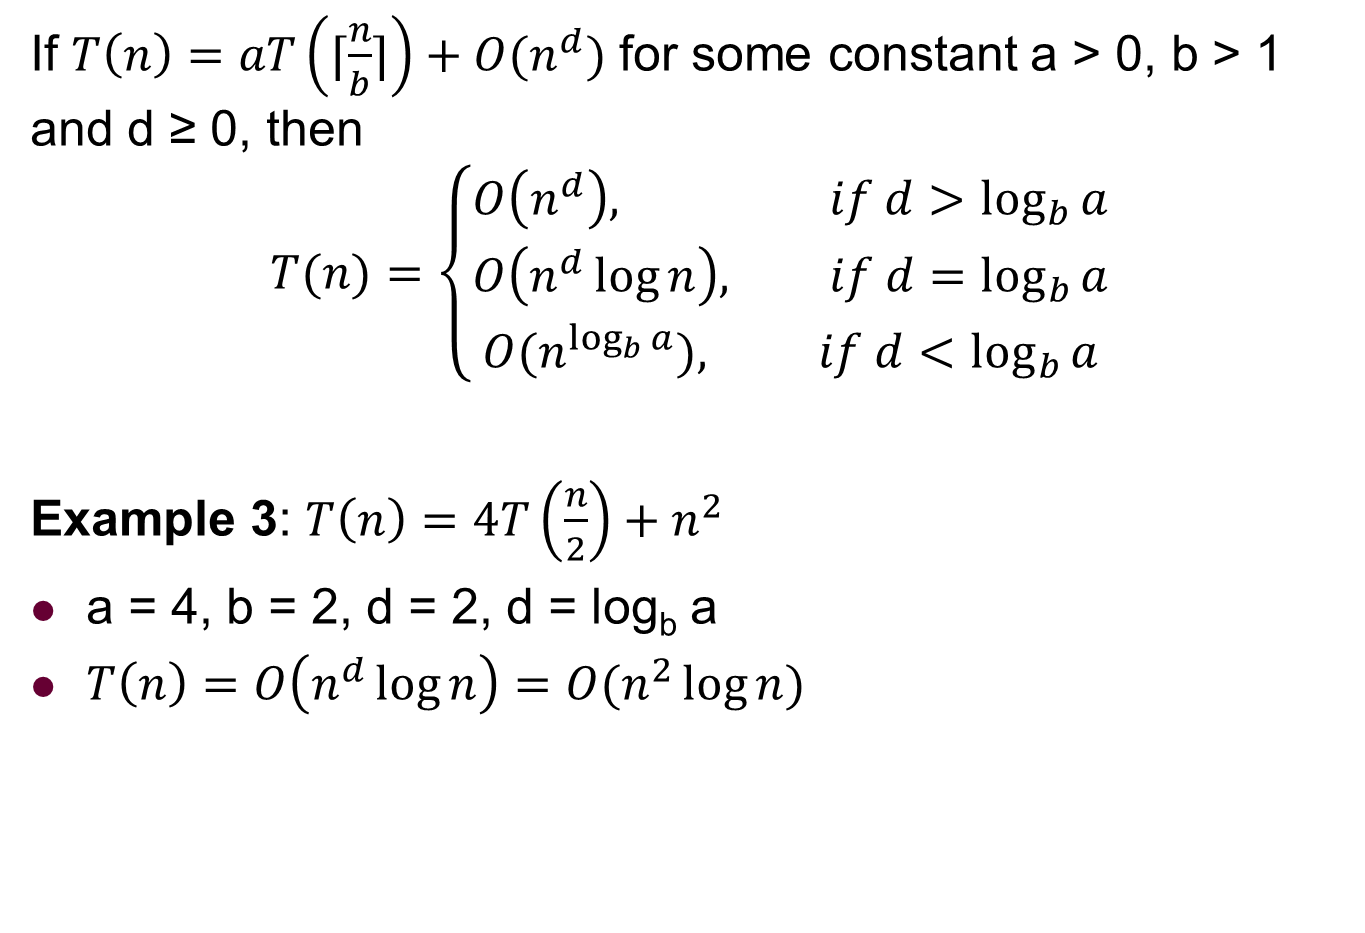 If T(n) = aT(⌈n/b⌉) + O(n^d) for some constant a > 0, b > 1
and d ≥ 0, then
T(n) = { O(n^d), if d > log_b a
O(n^d log n), if d = log_b a
O(n^{log_b a}), if d < log_b a
Example 3: T(n) = 4T(n/2) + n^2
• a = 4, b = 2, d = 2, d = log_b a
• T(n) = O(n^d log n) = O(n^2 log n)